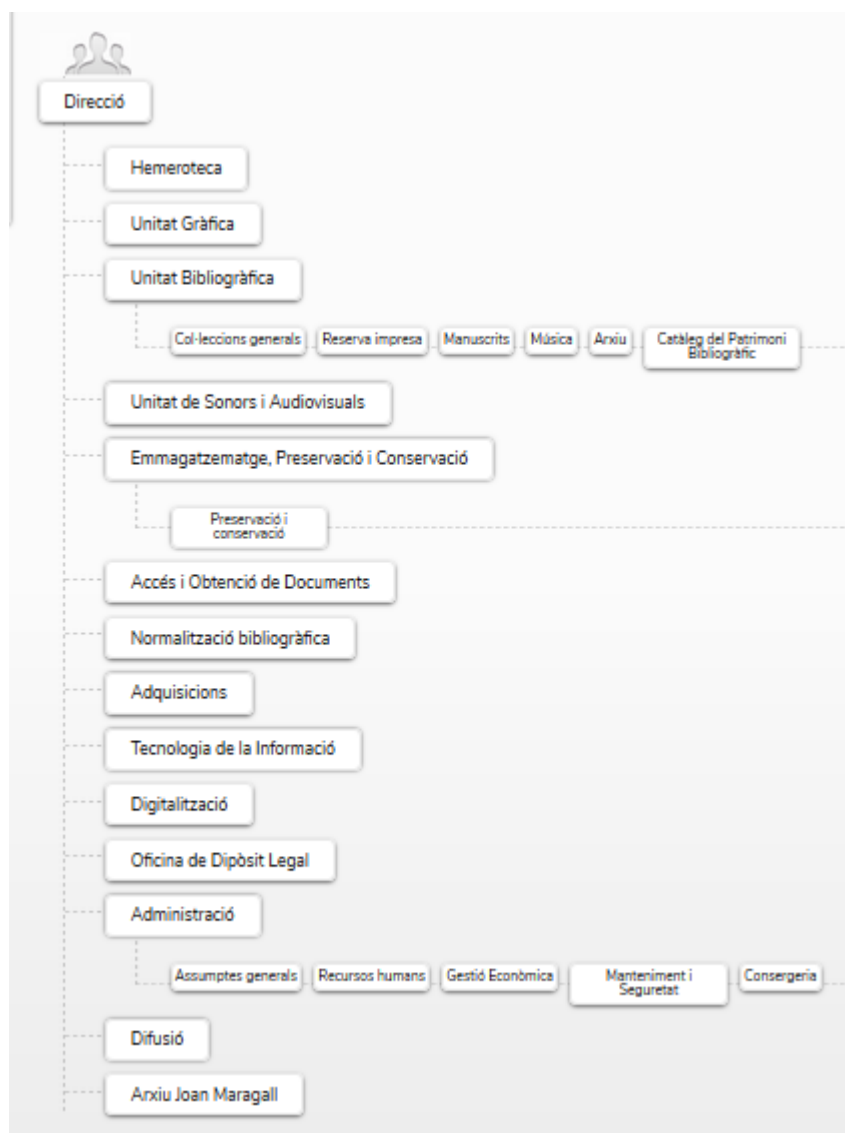 Direcció
Hemeroteca
Unitat Gràfica
Unitat Bibliogràfica
Col·leccions generals Reserva impresa Manuscrits Música Arxiu Catàleg del Patrimoni
Bibliogràfic
Unitat de Sonors i Audiovisuals
Emmagatzematge, Preservació i Conservació
Preservació i
conservació
Accés i Obtenció de Documents
Normalització bibliogràfica
Adquisicions
Tecnologia de la Informació
Digitalització
Oficina de Dipòsit Legal
Administració
Assumptes generals Recursos humans Gestió Econòmica Manteniment i Consergeria
Seguretat
Difusió
Arxiu Joan Maragall